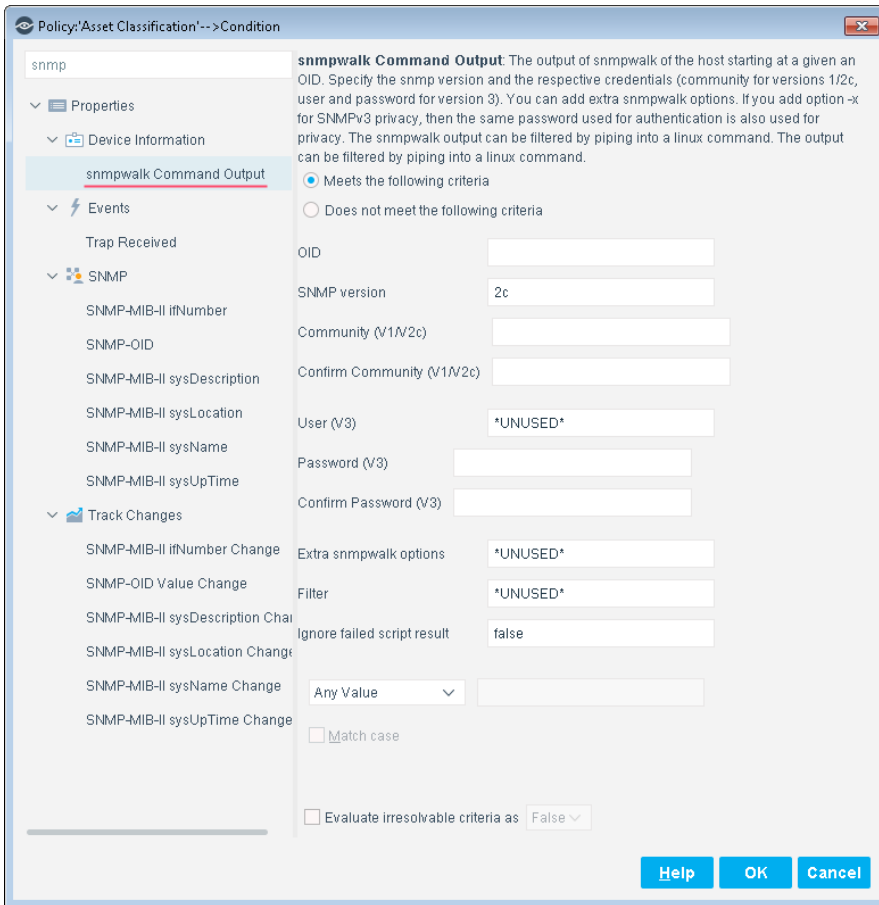 Policy:'Asset Classification'-->Condition
snmp
Properties
Device Information
snmpwalk Command Output
Events
Trap Received
SNMP
SNMP-MIB-II ifNumber
SNMP-OID
SNMP-MIB-II sysDescription
SNMP-MIB-II sysLocation
SNMP-MIB-II sysName
SNMP-MIB-II sysUpTime
Track Changes
SNMP-MIB-II ifNumber Change
SNMP-OID Value Change
SNMP-MIB-II sysDescription Chan
SNMP-MIB-II sysLocation Change
SNMP-MIB-II sysName Change
SNMP-MIB-II sysUpTime Change
snmpwalk Command Output: The output of snmpwalk of the host starting at a given an
OID. Specify the snmp version and the respective credentials (community for versions 1/2c,
user and password for version 3). You can add extra snmpwalk options. If you add option -x
for SNMPv3 privacy, then the same password used for authentication is also used for
privacy. The snmpwalk output can be filtered by piping into a linux command. The output
can be filtered by piping into a linux command.
Meets the following criteria
Does not meet the following criteria
OID
SNMP version 2c
Community (V1/V2c)
Confirm Community (V1/V2c)
User (V3) *UNUSED*
Password (V3)
Confirm Password (V3)
Extra snmpwalk options *UNUSED*
Filter *UNUSED*
Ignore failed script result false
Any Value
Match case
Evaluate irresolvable criteria as False
Help OK Cancel